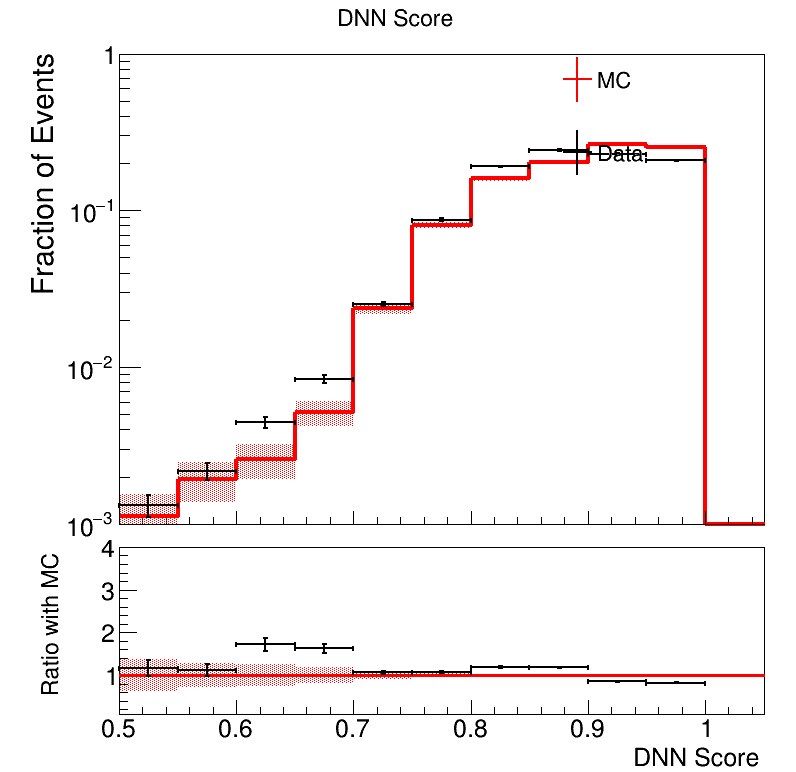 DNN Score
Fraction of Events
1
10⁻¹
10⁻²
10⁻³
MC
Data
Ratio with MC
4
3
2
1
0.5 0.6 0.7 0.8 0.9 1
DNN Score